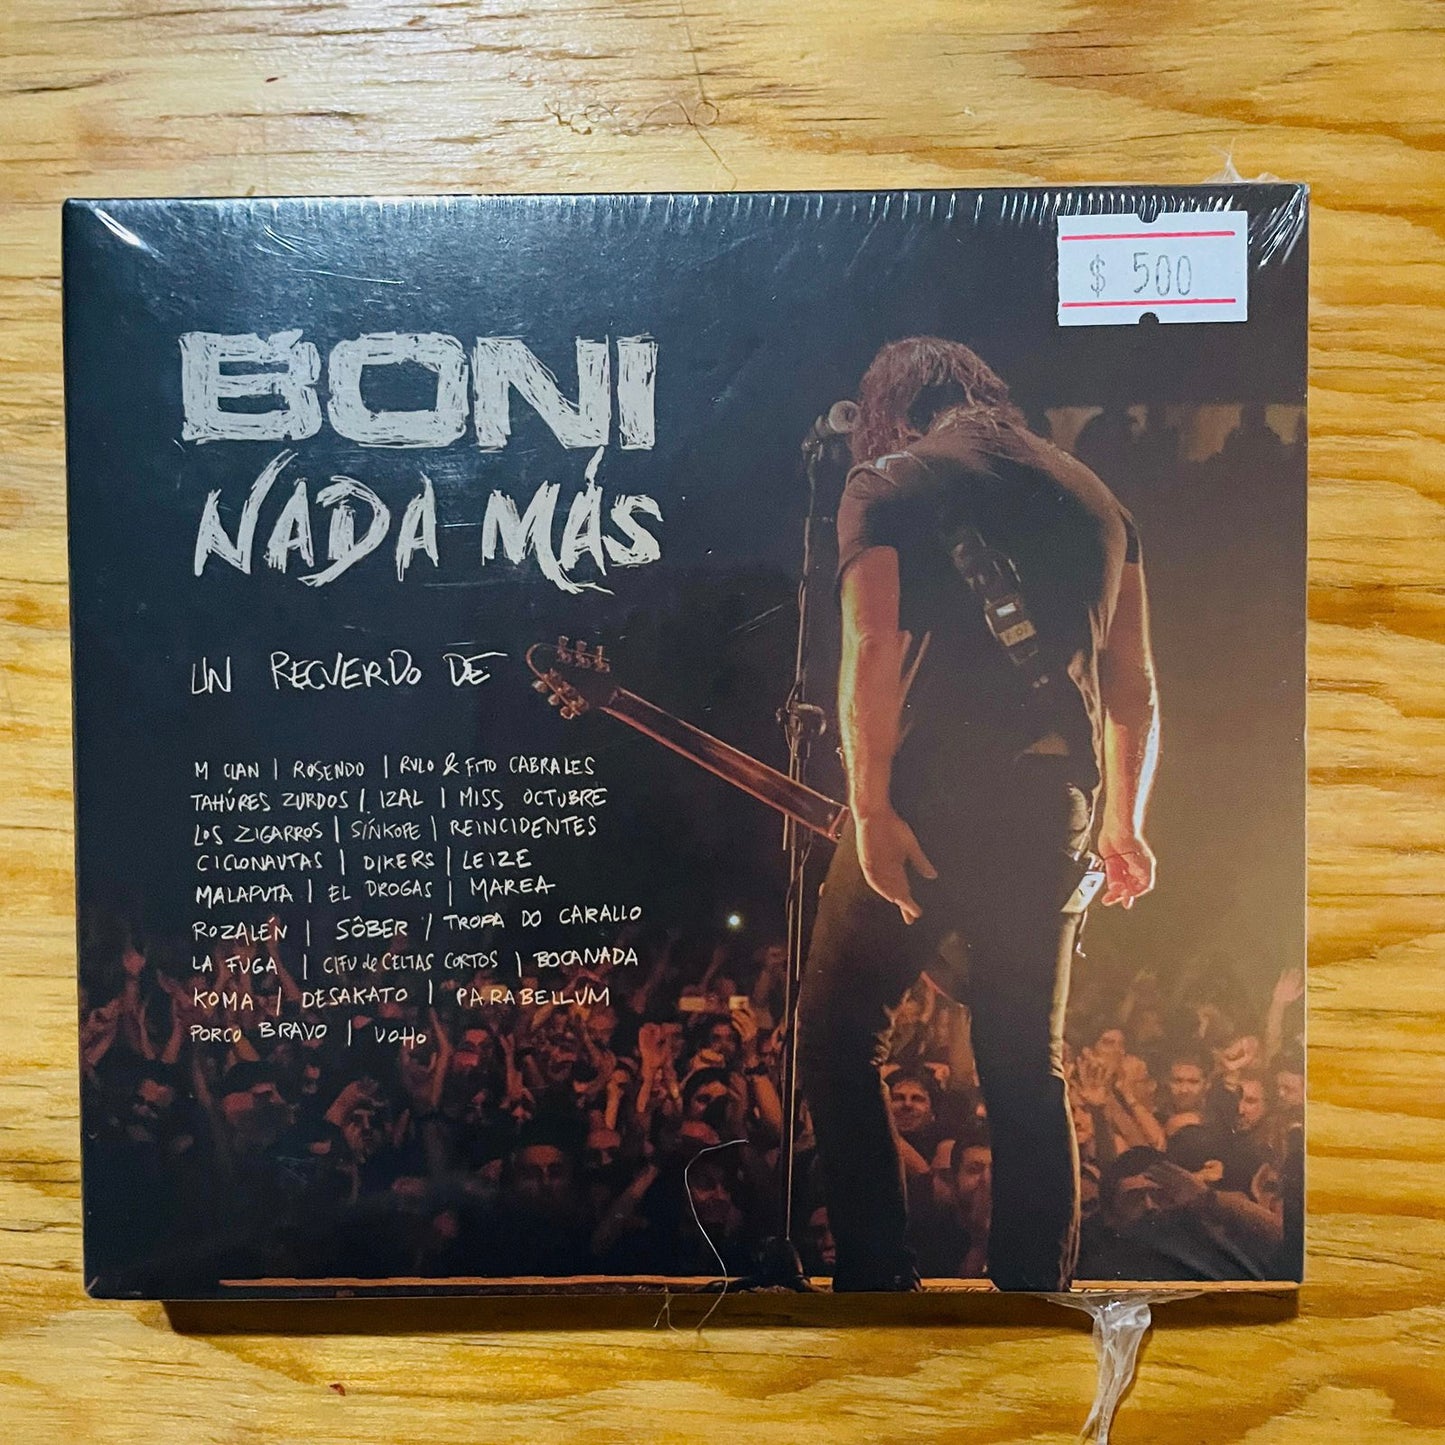 $ 500
BONI
NADA MÁS
UN RECUERDO DE
M CLAN | ROSENDO | RULO & FITO CABRALES
TAHÚRES ZURDOS | IZAL | MISS OCTUBRE
LOS ZIGARROS | SÍNKOPE | REINCIDENTES
CICLONAUTAS | DIKERS | LEIZE
MALAPUTA | EL DROGAS | MAREA
ROZALÉN | SÔBER | TROPA DO CARALLO
LA FUGA | CIFU de CELTAS CORTOS | BOCANADA
KOMA | DESAKATO | PARABELLUM
PORCO BRAVO | UOHO